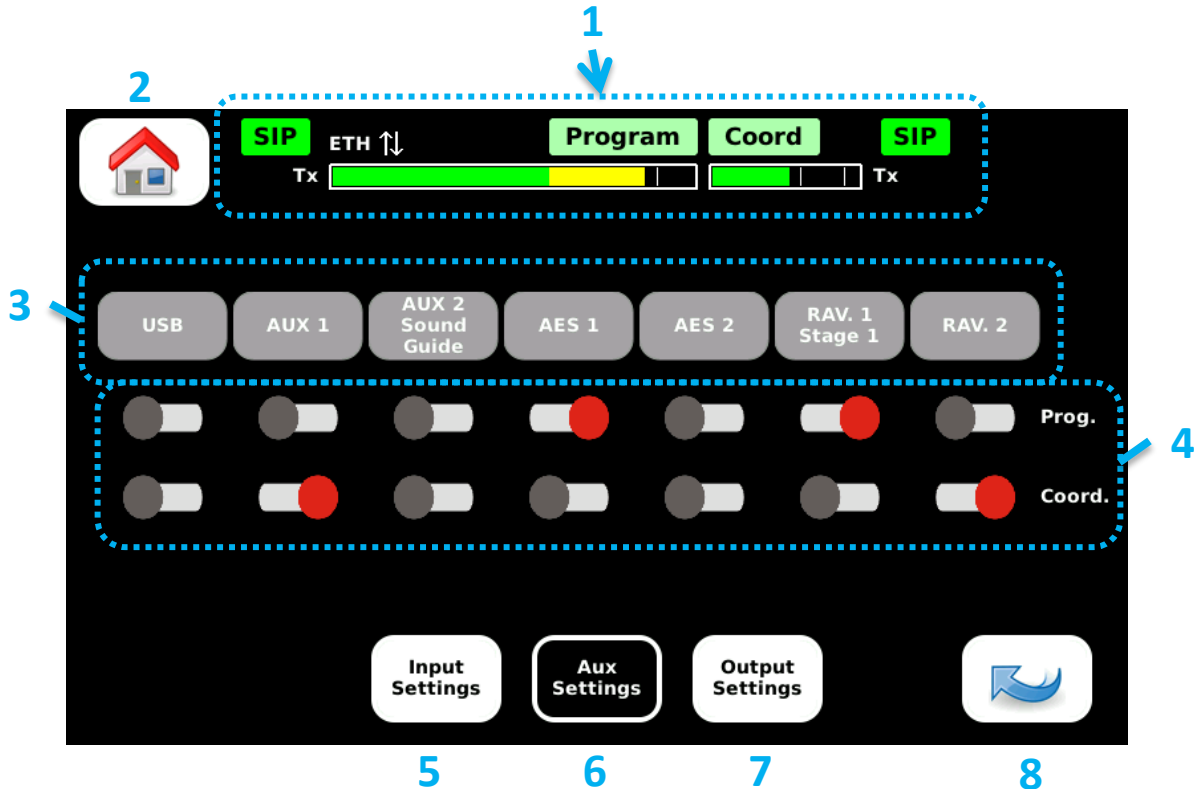 1
2
SIP
ETH
Program
Coord
SIP
Tx
Tx
3
USB
AUX 1
AUX 2
Sound
Guide
AES 1
AES 2
RAV. 1
Stage 1
RAV. 2
Prog.
4
Coord.
Input
Settings
Aux
Settings
Output
Settings
5
6
7
8